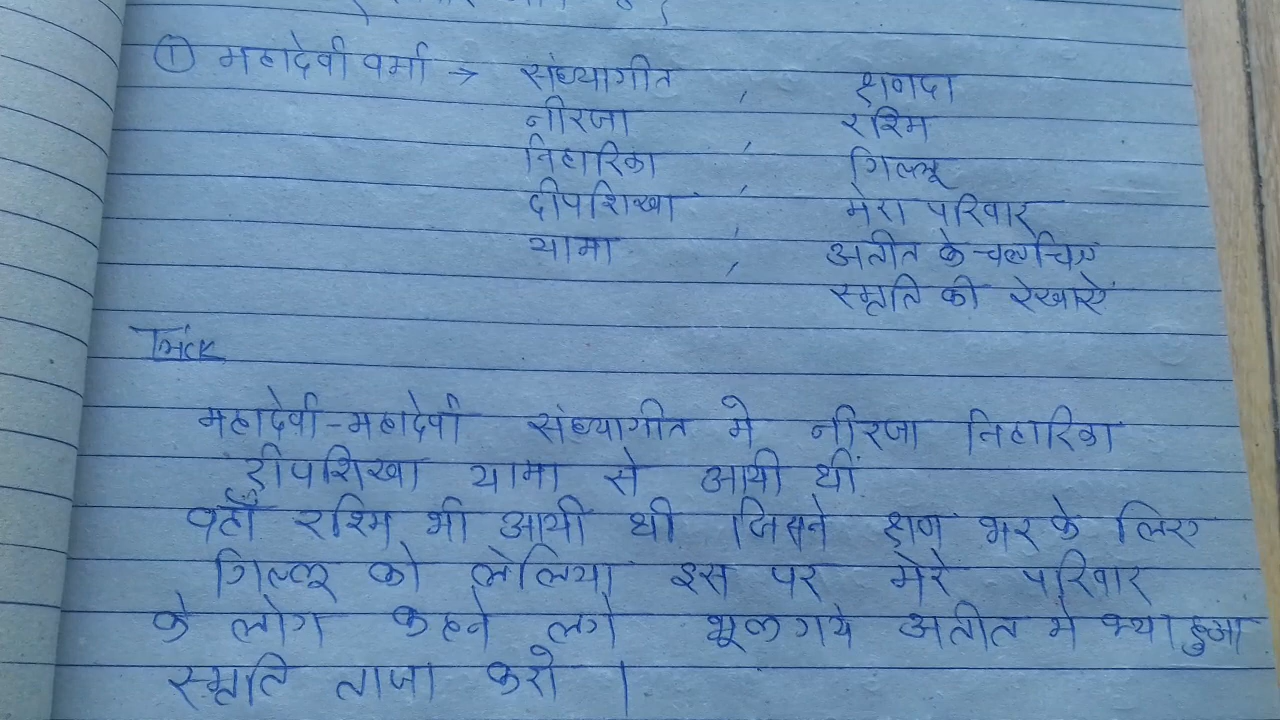 ① महादेवी वर्मा → संध्यागीत , क्षणदा
नीरजा , रश्मि
निहारिका , गिल्लू
दीपशिखा , मेरा परिवार
यामा , अतीत के चलचित्र
स्मृति की रेखाएं
Trick
महादेवी-महादेवी संध्यागीत मे नीरजा निहारिका
दीपशिखा यामा से आयी थीं
वहाँ रश्मि भी आयी थी जिसने क्षण भर के लिए
गिल्लू को लेलिया इस पर मेरे परिवार
के लोग कहने लगे भूल गये अतीत मे क्या हुआ
स्मृति ताजा करो ।